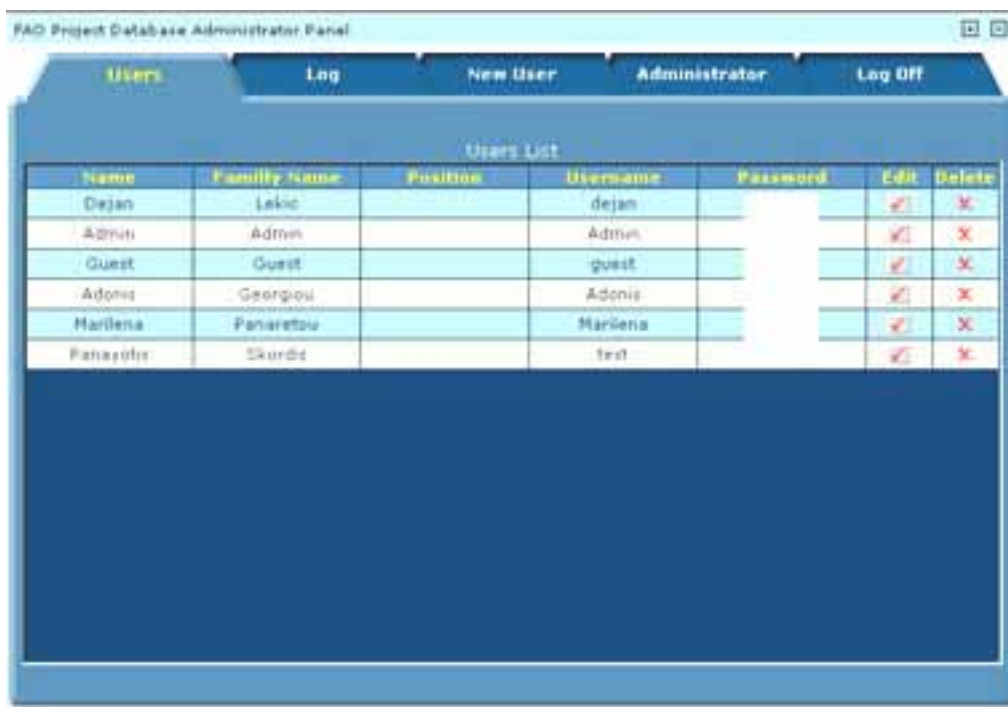 FAO Project Database Administrator Panel
Users Log New User Administrator Log Off
Users List
Name Familly Name Position Username Password Edit Delete
Dejan Lekic dejan
Admin Admin Admin
Guest Guest guest
Adonis Georgiou Adonis
Marilena Panaretou Marilena
Panayotis Skordis test